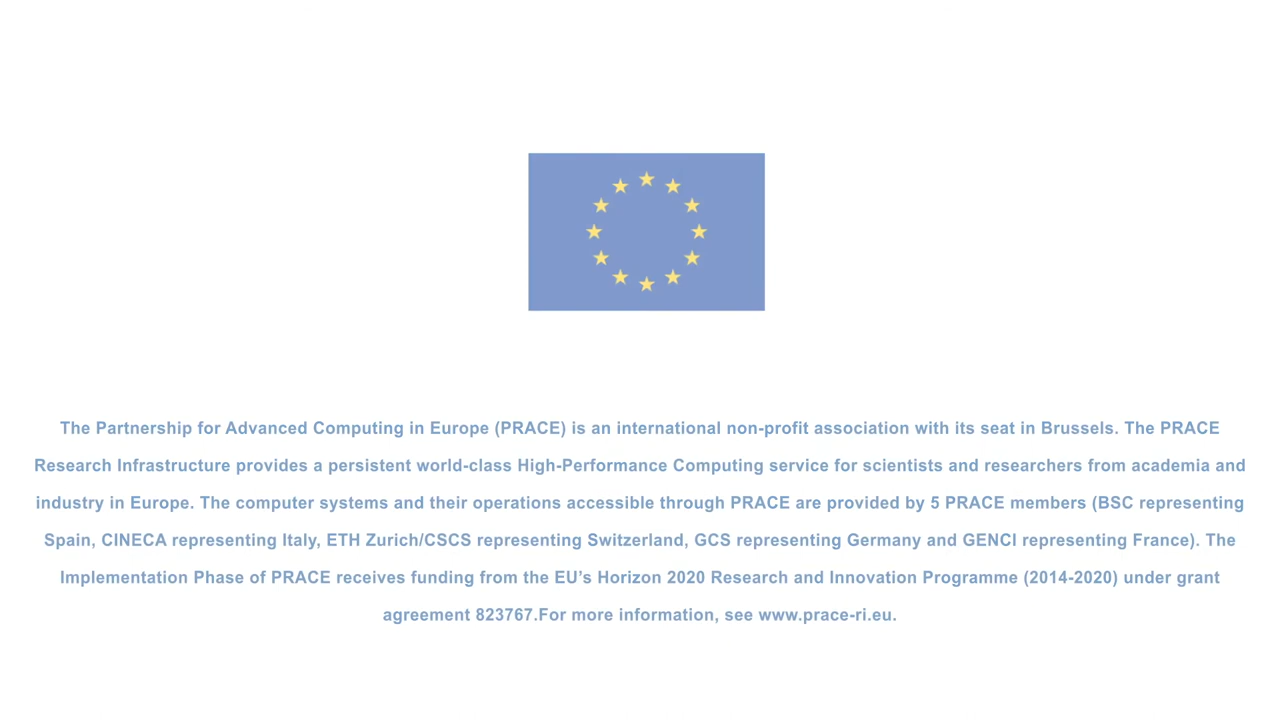 The Partnership for Advanced Computing in Europe (PRACE) is an international non-profit association with its seat in Brussels. The PRACE
Research Infrastructure provides a persistent world-class High-Performance Computing service for scientists and researchers from academia and
industry in Europe. The computer systems and their operations accessible through PRACE are provided by 5 PRACE members (BSC representing
Spain, CINECA representing Italy, ETH Zurich/CSCS representing Switzerland, GCS representing Germany and GENCI representing France). The
Implementation Phase of PRACE receives funding from the EU’s Horizon 2020 Research and Innovation Programme (2014-2020) under grant
agreement 823767.For more information, see www.prace-ri.eu.